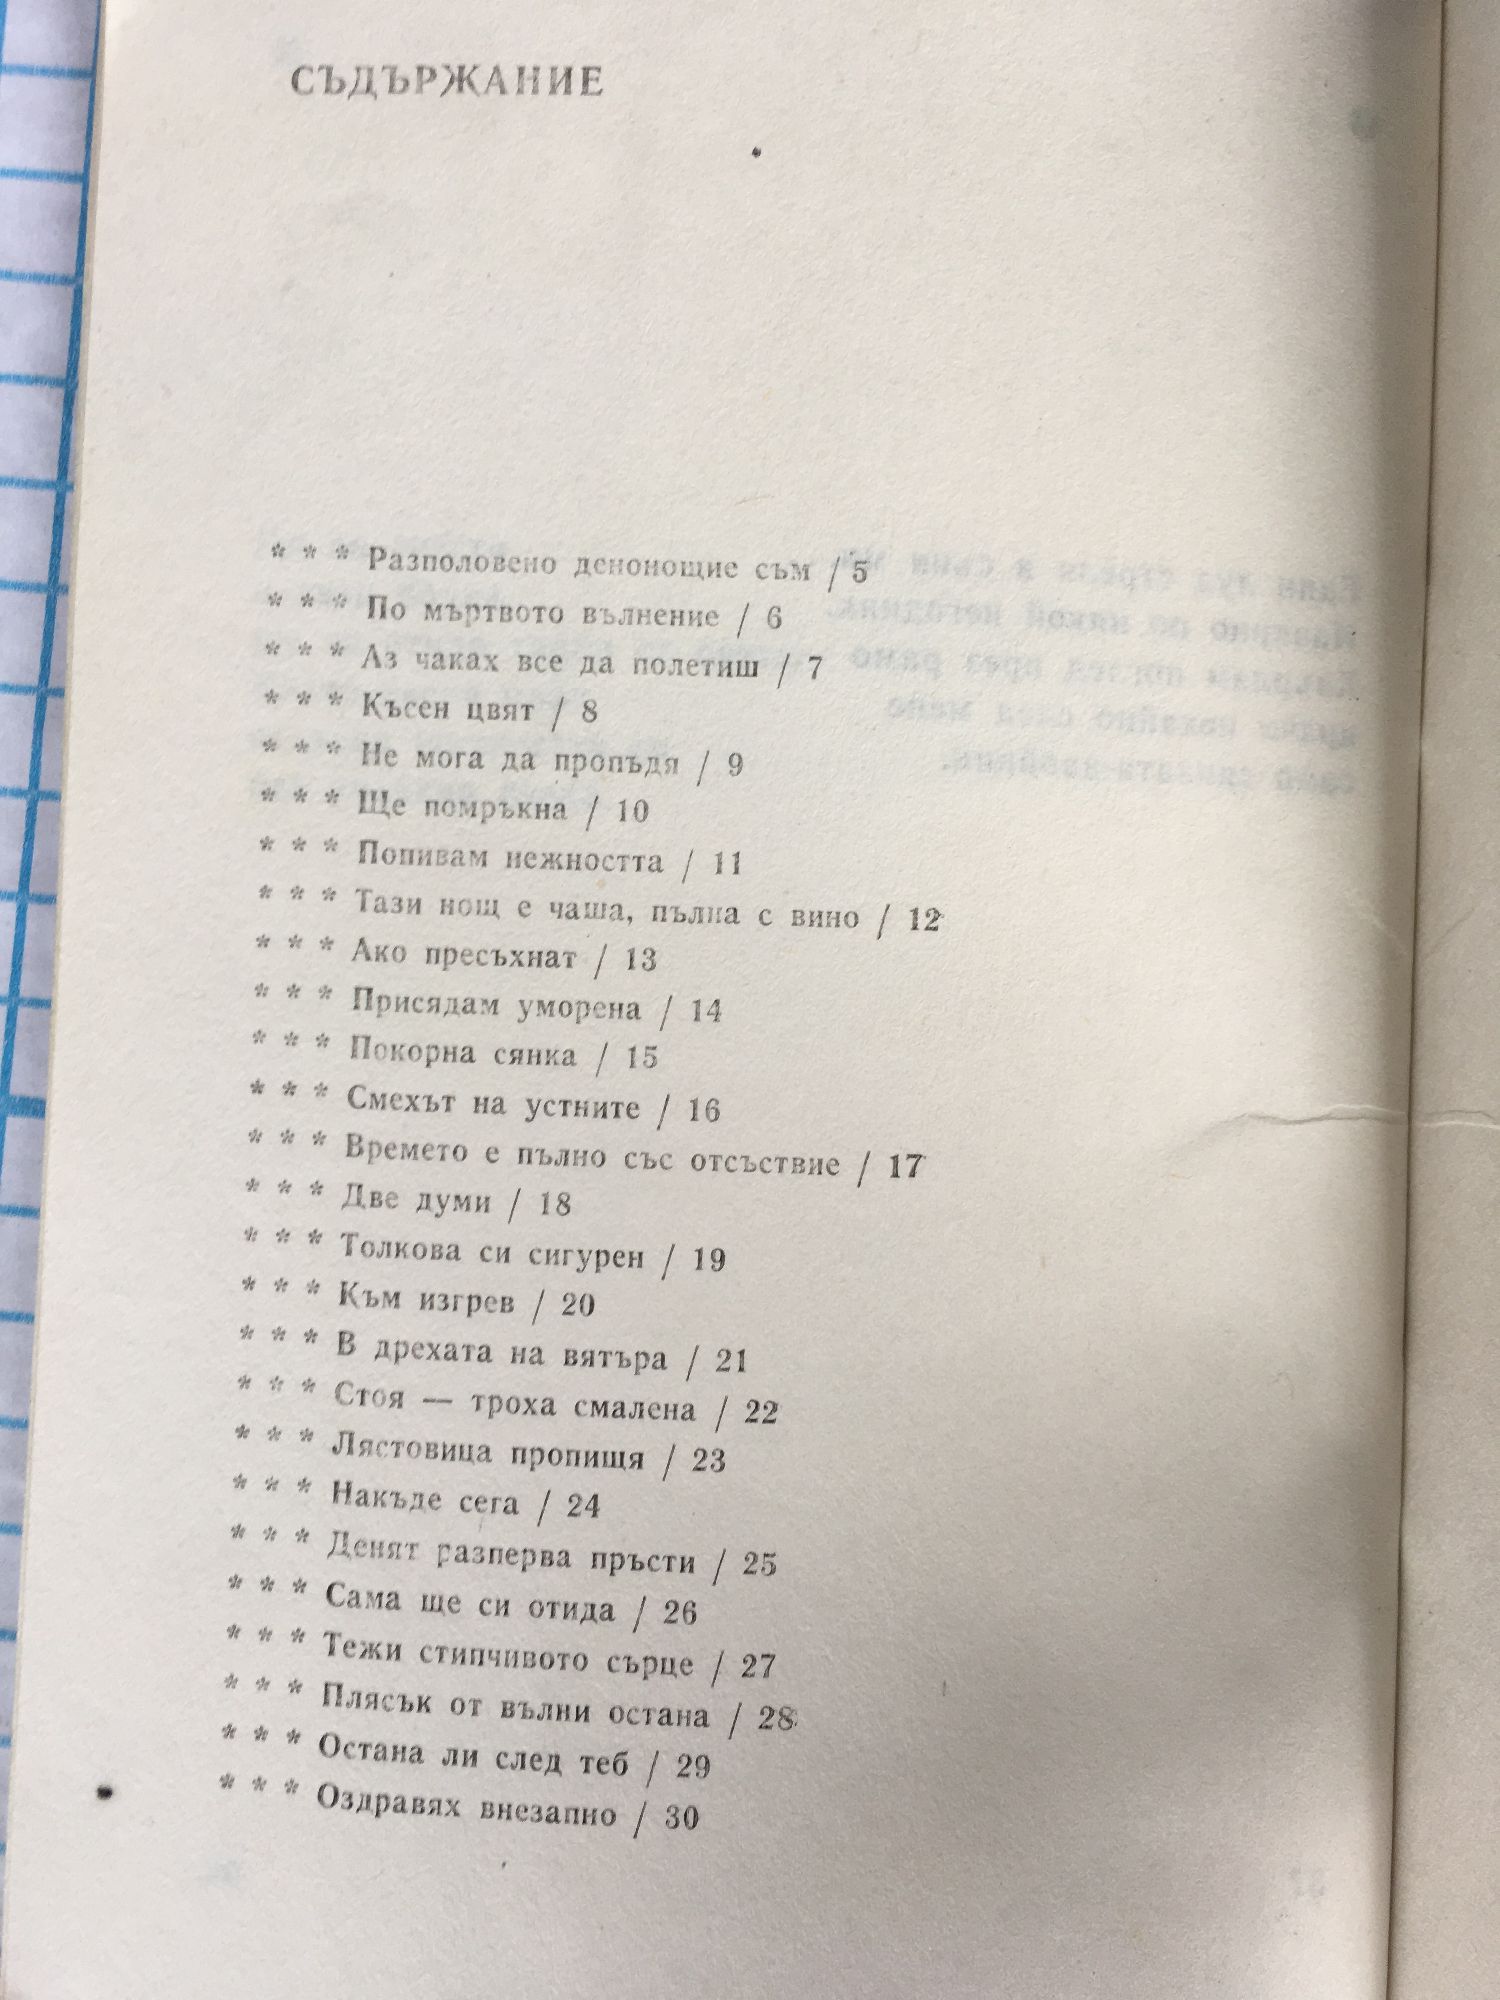 СЪДЪРЖАНИЕ
* * * Разполовено денонощие съм / 5
* * * По мъртвото вълнение / 6
* * * Аз чаках все да полетиш / 7
* * * Късен цвят / 8
* * * Не мога да пропъдя / 9
* * * Ще помръкна / 10
* * * Попивам нежността / 11
* * * Тази нощ е чаша, пълна с вино / 12
* * * Ако пресъхнат / 13
* * * Присядам уморена / 14
* * * Покорна сянка / 15
* * * Смехът на устните / 16
* * * Времето е пълно със отсъствие / 17
* * * Две думи / 18
* * * Толкова си сигурен / 19
* * * Към изгрев / 20
* * * В дрехата на вятъра / 21
* * * Стоя — троха смалена / 22
* * * Лястовица пропищя / 23
* * * Накъде сега / 24
* * * Денят разперва пръсти / 25
* * * Сама ще си отида / 26
* * * Тежи стипчивото сърце / 27
* * * Плясък от вълни остана / 28
* * * Остана ли след теб / 29
* * * Оздравях внезапно / 30